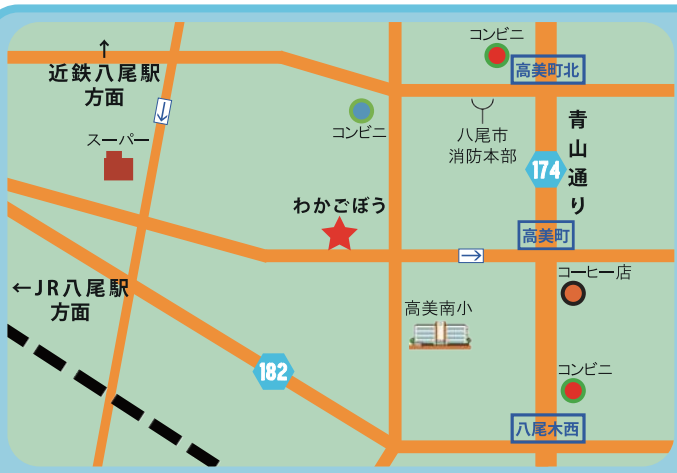 コンビニ
↑
近鉄八尾駅
方面
高美町北
コンビニ
八尾市
消防本部
青山通り
スーパー
174
わかごぼう
高美町
←JR八尾駅
方面
コーヒー店
高美南小
182
コンビニ
八尾木西